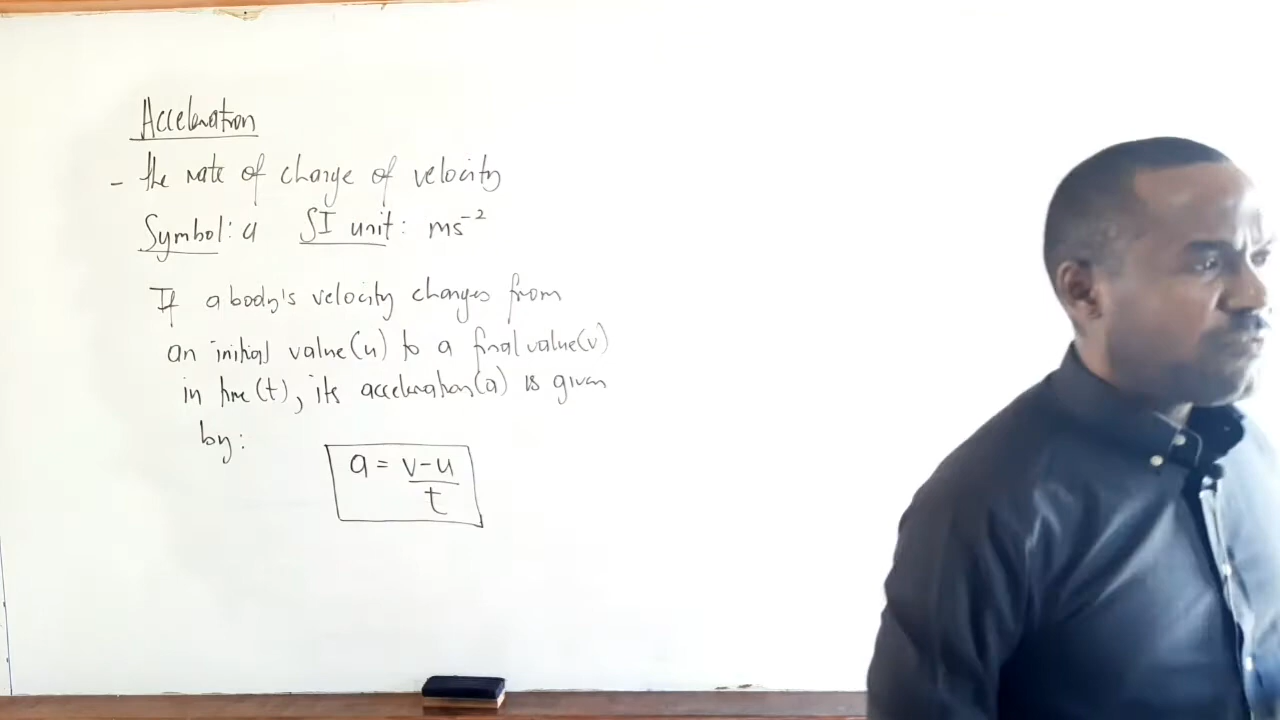 Acceleration
- the rate of change of velocity
Symbol: a SI unit: ms⁻²
If a body's velocity changes from
an initial value (u) to a final value (v)
in time (t), its acceleration (a) is given
by:
a = v-u
t